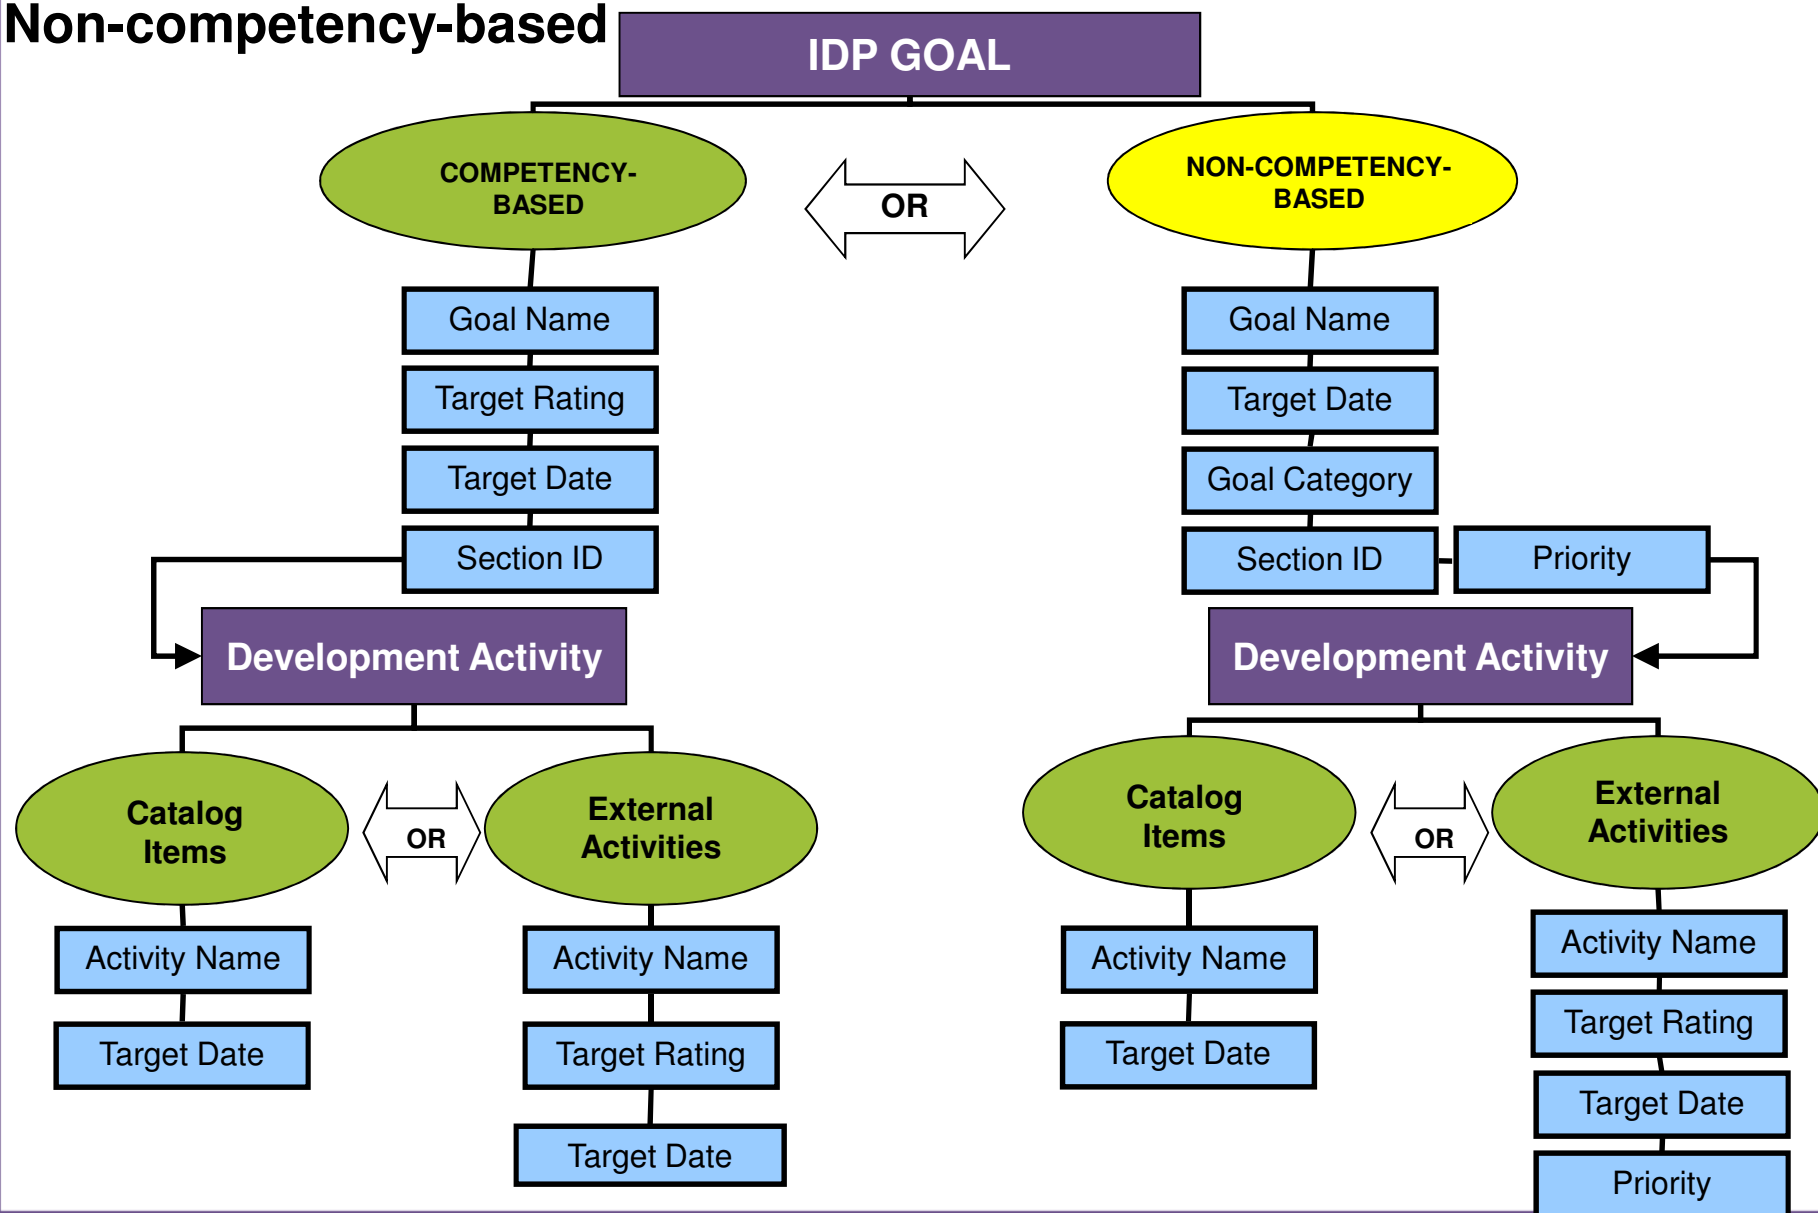 Non-competency-based
IDP GOAL
COMPETENCY-
BASED
OR
NON-COMPETENCY-
BASED
Goal Name
Target Rating
Target Date
Section ID
Goal Name
Target Date
Goal Category
Section ID
Priority
Development Activity
Development Activity
Catalog
Items
OR
External
Activities
Catalog
Items
OR
External
Activities
Activity Name
Target Date
Activity Name
Target Rating
Target Date
Activity Name
Target Date
Activity Name
Target Rating
Target Date
Priority